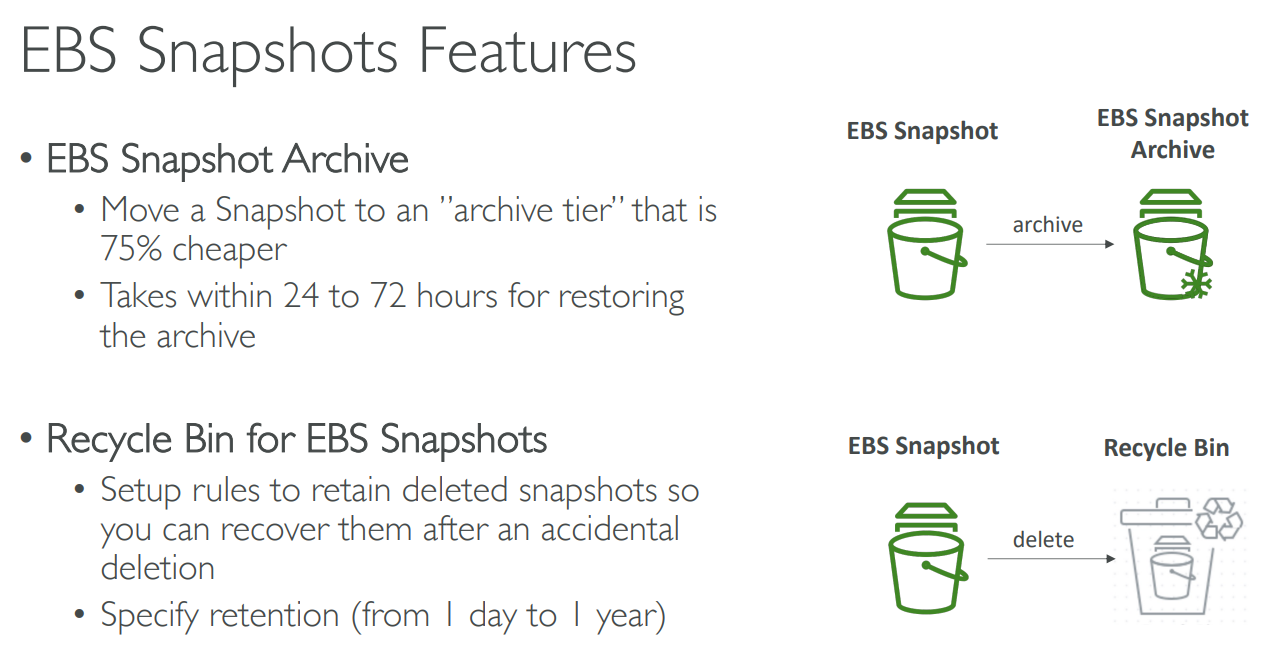 EBS Snapshots Features
• EBS Snapshot Archive
• Move a Snapshot to an ”archive tier” that is
75% cheaper
• Takes within 24 to 72 hours for restoring
the archive
• Recycle Bin for EBS Snapshots
• Setup rules to retain deleted snapshots so
you can recover them after an accidental
deletion
• Specify retention (from 1 day to 1 year)
EBS Snapshot
archive
EBS Snapshot
Archive
EBS Snapshot
delete
Recycle Bin